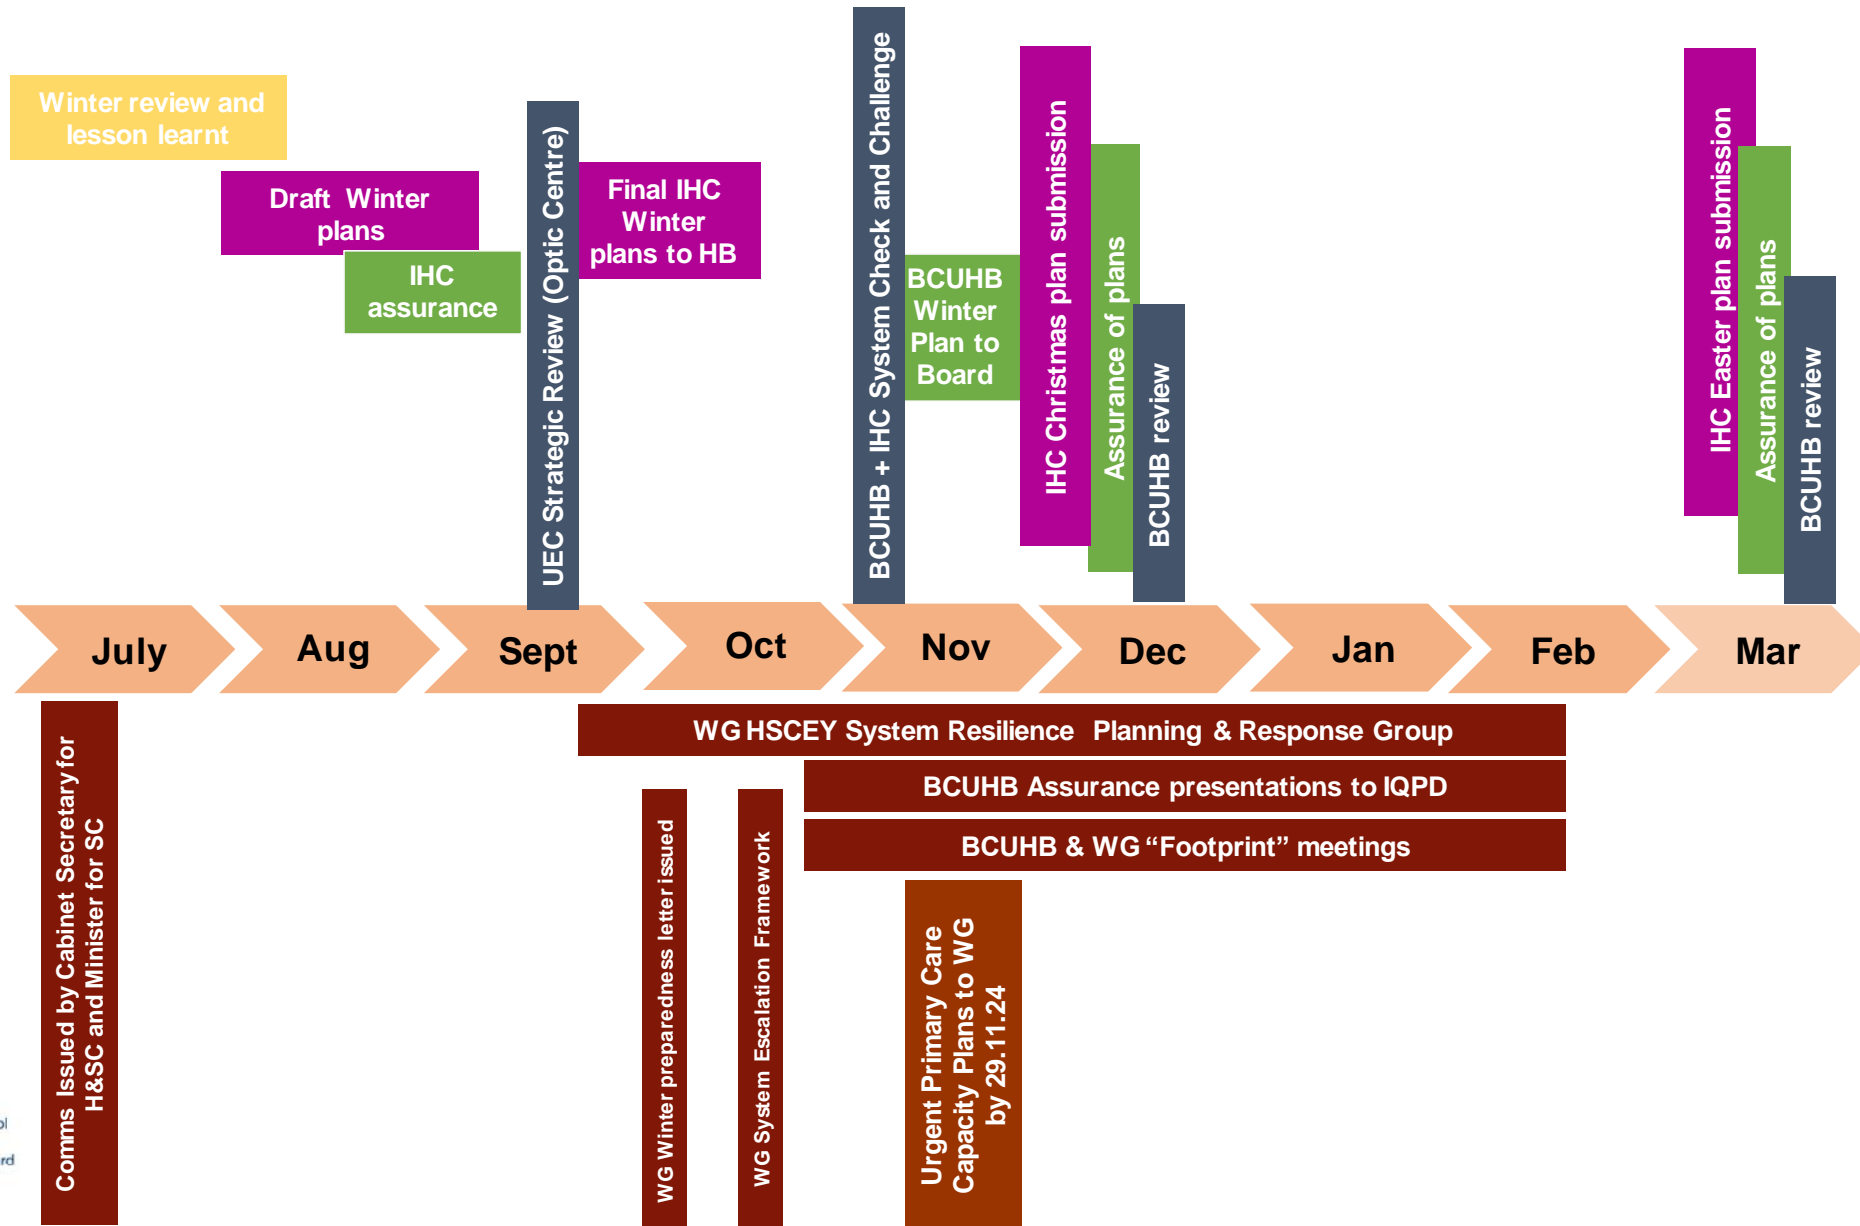 Winter review and
lesson learnt
Draft Winter
plans
IHC
assurance
UEC Strategic Review (Optic Centre)
Final IHC
Winter
plans to HB
BCUHB + IHC System Check and Challenge
BCUHB
Winter
Plan to
Board
IHC Christmas plan submission
Assurance of plans
BCUHB review
IHC Easter plan submission
Assurance of plans
BCUHB review
July
Aug
Sept
Oct
Nov
Dec
Jan
Feb
Mar
Comms Issued by Cabinet Secretary for
H&SC and Minister for SC
WG HSCEY System Resilience Planning & Response Group
BCUHB Assurance presentations to IQPD
BCUHB & WG “Footprint” meetings
WG Winter preparedness letter issued
WG System Escalation Framework
Urgent Primary Care
Capacity Plans to WG
by 29.11.24